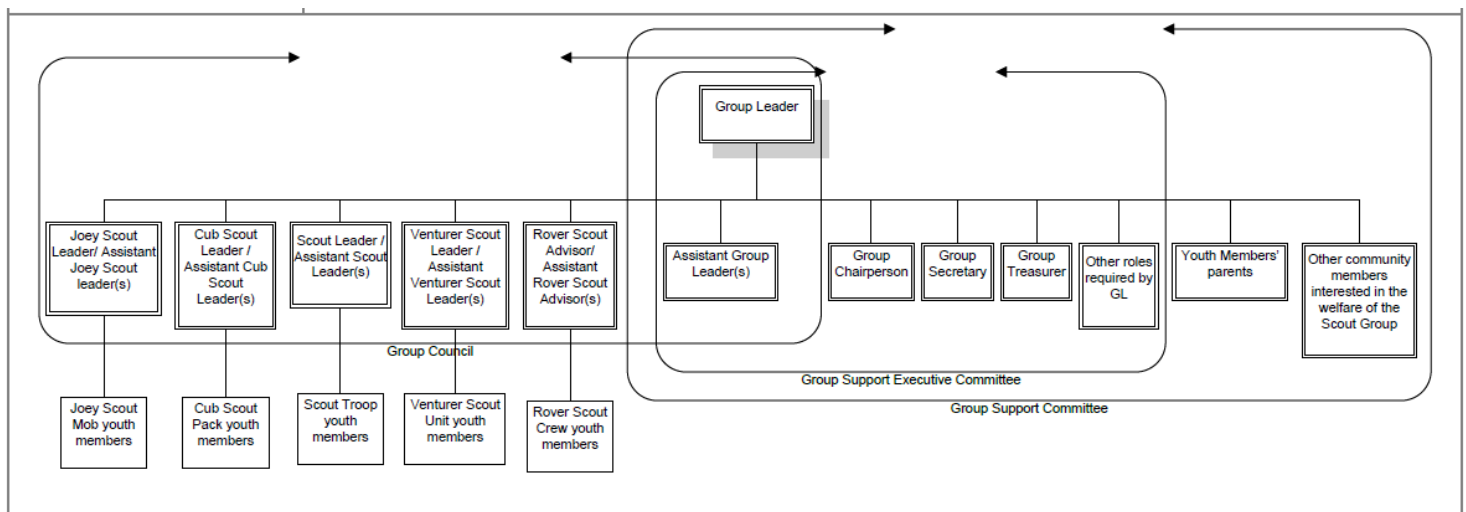 Group Leader
Joey Scout
Leader/ Assistant
Joey Scout
leader(s)
Cub Scout
Leader /
Assistant Cub
Scout
Leader(s)
Scout Leader /
Assistant Scout
Leader(s)
Venturer Scout
Leader /
Assistant
Venturer Scout
Leader(s)
Rover Scout
Advisor/
Assistant
Rover Scout
Advisor(s)
Assistant Group
Leader(s)
Group
Chairperson
Group
Secretary
Group
Treasurer
Other roles
required by
GL
Youth Members'
parents
Other community
members
interested in the
welfare of the
Scout Group
Group Council
Group Support Executive Committee
Group Support Committee
Joey Scout
Mob youth
members
Cub Scout
Pack youth
members
Scout Troop
youth
members
Venturer Scout
Unit youth
members
Rover Scout
Crew youth
members